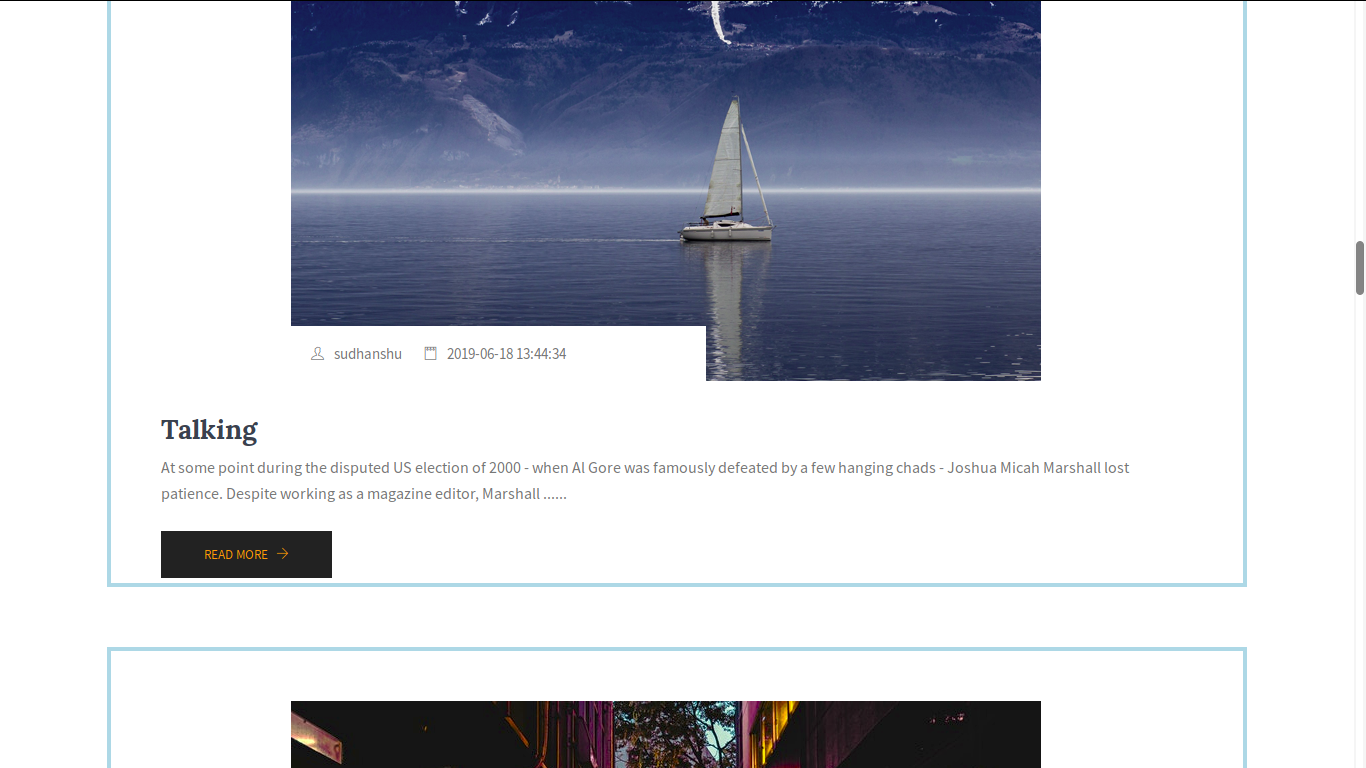 sudhanshu 2019-06-18 13:44:34
Talking
At some point during the disputed US election of 2000 - when Al Gore was famously defeated by a few hanging chads - Joshua Micah Marshall lost
patience. Despite working as a magazine editor, Marshall ......
READ MORE →